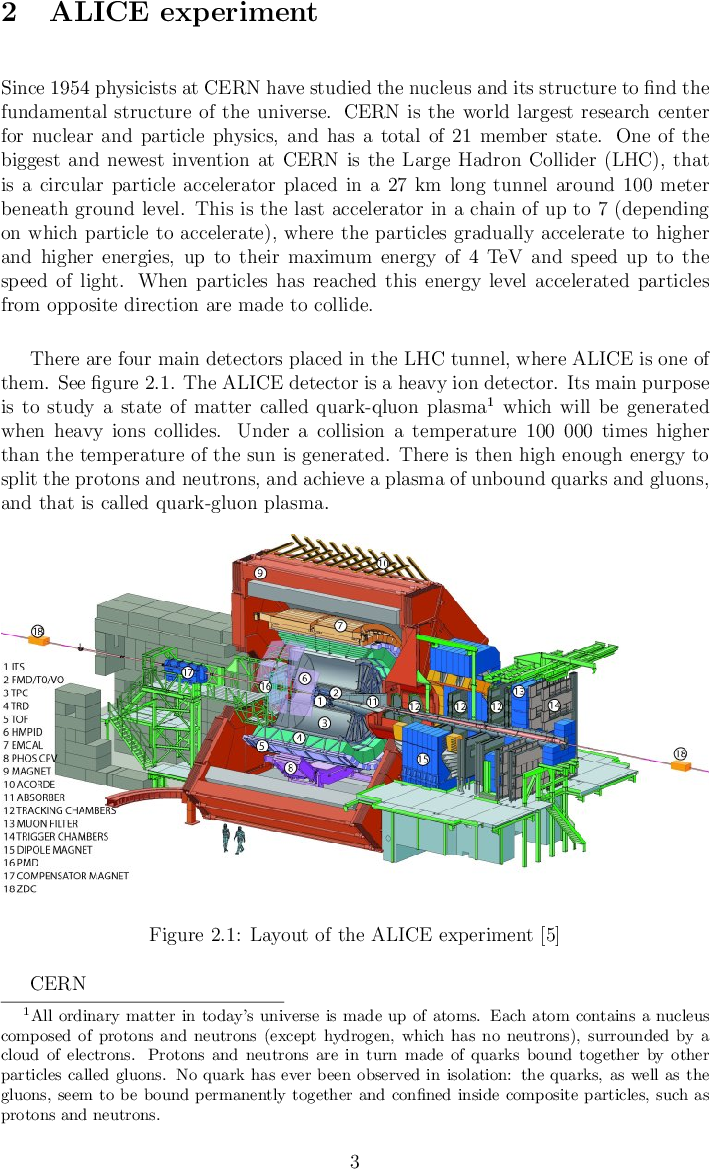 2 ALICE experiment
Since 1954 physicists at CERN have studied the nucleus and its structure to find the
fundamental structure of the universe. CERN is the world largest research center
for nuclear and particle physics, and has a total of 21 member state. One of the
biggest and newest invention at CERN is the Large Hadron Collider (LHC), that
is a circular particle accelerator placed in a 27 km long tunnel around 100 meter
beneath ground level. This is the last accelerator in a chain of up to 7 (depending
on which particle to accelerate), where the particles gradually accelerate to higher
and higher energies, up to their maximum energy of 4 TeV and speed up to the
speed of light. When particles has reached this energy level accelerated particles
from opposite direction are made to collide.
There are four main detectors placed in the LHC tunnel, where ALICE is one of
them. See figure 2.1. The ALICE detector is a heavy ion detector. Its main purpose
is to study a state of matter called quark-qluon plasma¹ which will be generated
when heavy ions collides. Under a collision a temperature 100 000 times higher
than the temperature of the sun is generated. There is then high enough energy to
split the protons and neutrons, and achieve a plasma of unbound quarks and gluons,
and that is called quark-gluon plasma.
10
9
7
18
17
16
6
2
1
11
3
4
5
8
12
12
12
13
14
15
18
1 ITS
2 FMD/T0/V0
3 TPC
4 TRD
5 TOF
6 HMPID
7 EMCAL
8 PHOS CPV
9 MAGNET
10 ACORDE
11 ABSORBER
12 TRACKING CHAMBERS
13 MUON FILTER
14 TRIGGER CHAMBERS
15 DIPOLE MAGNET
16 PMD
17 COMPENSATOR MAGNET
18 ZDC
Figure 2.1: Layout of the ALICE experiment [5]
CERN
¹All ordinary matter in today's universe is made up of atoms. Each atom contains a nucleus
composed of protons and neutrons (except hydrogen, which has no neutrons), surrounded by a
cloud of electrons. Protons and neutrons are in turn made of quarks bound together by other
particles called gluons. No quark has ever been observed in isolation: the quarks, as well as the
gluons, seem to be bound permanently together and confined inside composite particles, such as
protons and neutrons.
3